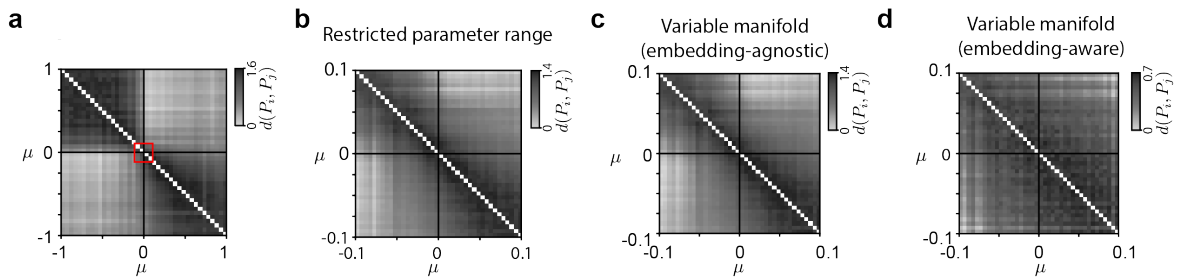 a
1
0
-1
μ
-1
0
1
μ
1.6
0
d(Pᵢ, Pⱼ)
b
Restricted parameter range
0.1
0
-0.1
μ
-0.1
0
0.1
μ
1.4
0
d(Pᵢ, Pⱼ)
c
Variable manifold
(embedding-agnostic)
0.1
0
-0.1
μ
-0.1
0
0.1
μ
1.4
0
d(Pᵢ, Pⱼ)
d
Variable manifold
(embedding-aware)
0.1
0
-0.1
μ
-0.1
0
0.1
μ
0.7
0
d(Pᵢ, Pⱼ)